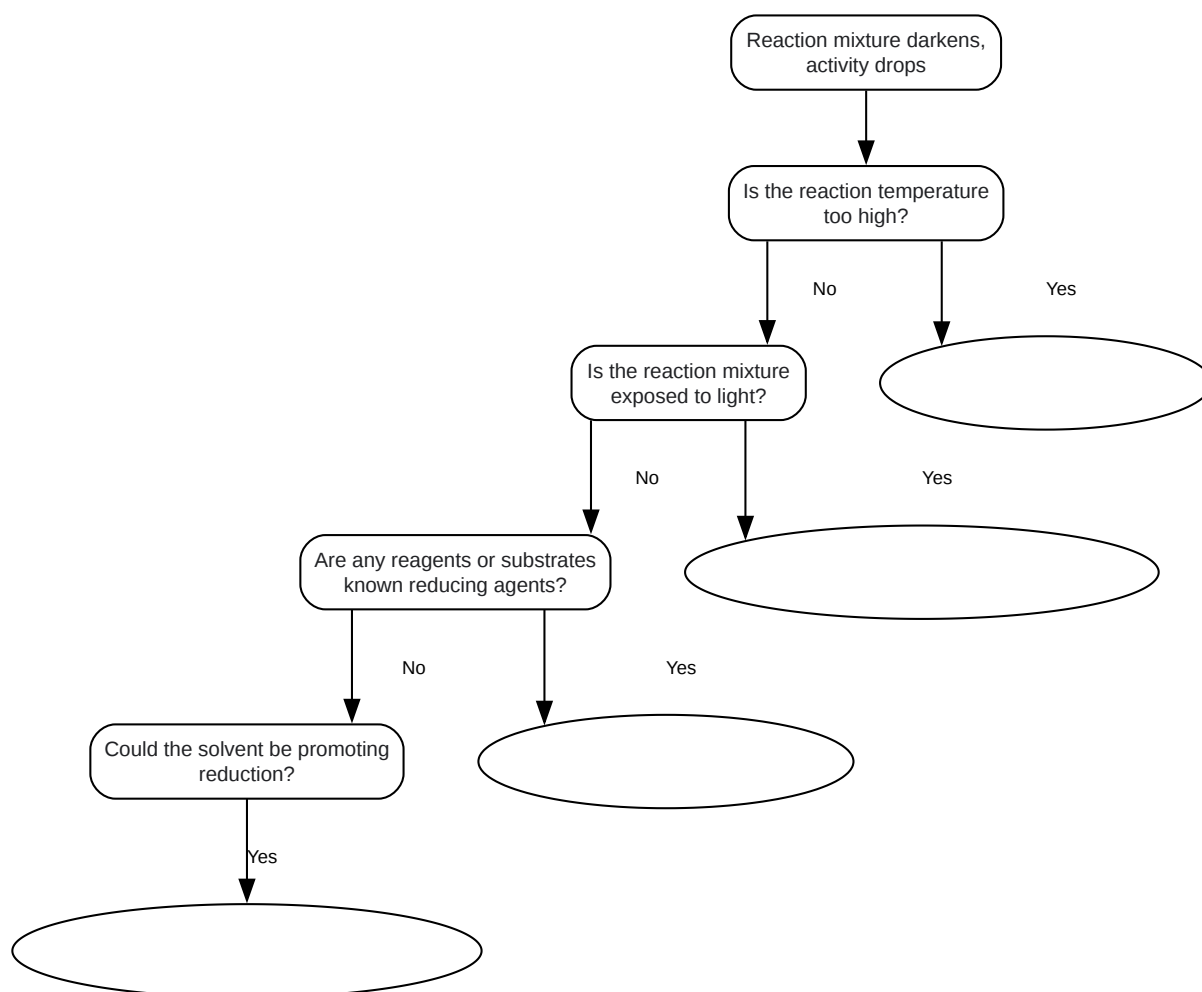 Reaction mixture darkens,
activity drops
Is the reaction temperature
too high?
No
Yes
Is the reaction mixture
exposed to light?
No
Yes
Are any reagents or substrates
known reducing agents?
No
Yes
Could the solvent be promoting
reduction?
Yes